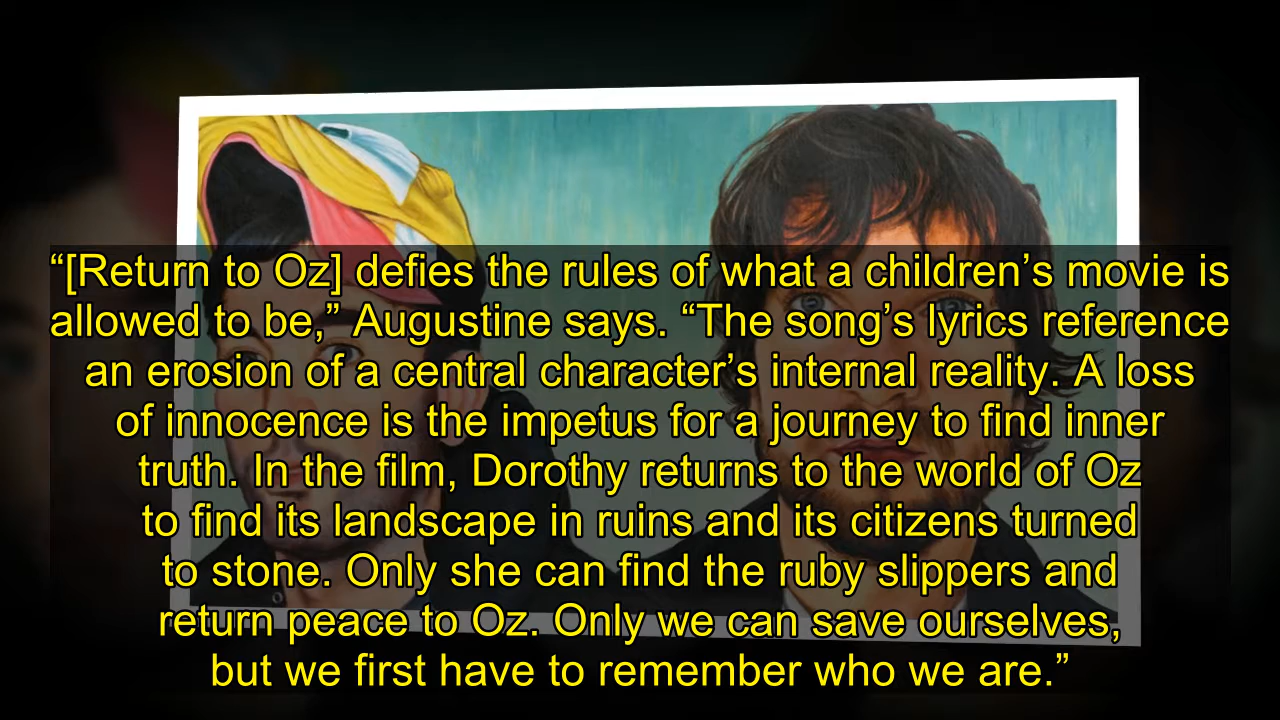 “[Return to Oz] defies the rules of what a children’s movie is
allowed to be,” Augustine says. “The song’s lyrics reference
an erosion of a central character’s internal reality. A loss
of innocence is the impetus for a journey to find inner
truth. In the film, Dorothy returns to the world of Oz
to find its landscape in ruins and its citizens turned
to stone. Only she can find the ruby slippers and
return peace to Oz. Only we can save ourselves,
but we first have to remember who we are.”